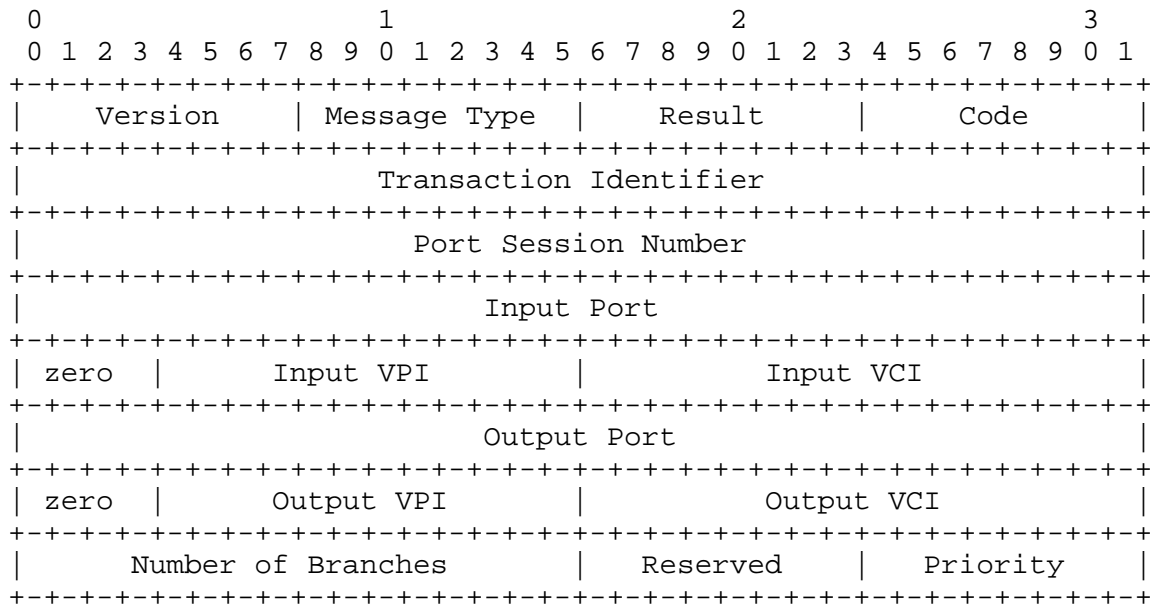 0                   1                   2                   3
 0 1 2 3 4 5 6 7 8 9 0 1 2 3 4 5 6 7 8 9 0 1 2 3 4 5 6 7 8 9 0 1
+-+-+-+-+-+-+-+-+-+-+-+-+-+-+-+-+-+-+-+-+-+-+-+-+-+-+-+-+-+-+-+-+
|    Version    | Message Type  |    Result     |     Code      |
+-+-+-+-+-+-+-+-+-+-+-+-+-+-+-+-+-+-+-+-+-+-+-+-+-+-+-+-+-+-+-+-+
|                    Transaction Identifier                     |
+-+-+-+-+-+-+-+-+-+-+-+-+-+-+-+-+-+-+-+-+-+-+-+-+-+-+-+-+-+-+-+-+
|                      Port Session Number                      |
+-+-+-+-+-+-+-+-+-+-+-+-+-+-+-+-+-+-+-+-+-+-+-+-+-+-+-+-+-+-+-+-+
|                          Input Port                           |
+-+-+-+-+-+-+-+-+-+-+-+-+-+-+-+-+-+-+-+-+-+-+-+-+-+-+-+-+-+-+-+-+
| zero  |      Input VPI        |          Input VCI            |
+-+-+-+-+-+-+-+-+-+-+-+-+-+-+-+-+-+-+-+-+-+-+-+-+-+-+-+-+-+-+-+-+
|                          Output Port                          |
+-+-+-+-+-+-+-+-+-+-+-+-+-+-+-+-+-+-+-+-+-+-+-+-+-+-+-+-+-+-+-+-+
| zero  |      Output VPI       |          Output VCI           |
+-+-+-+-+-+-+-+-+-+-+-+-+-+-+-+-+-+-+-+-+-+-+-+-+-+-+-+-+-+-+-+-+
|      Number of Branches       |   Reserved    |   Priority    |
+-+-+-+-+-+-+-+-+-+-+-+-+-+-+-+-+-+-+-+-+-+-+-+-+-+-+-+-+-+-+-+-+